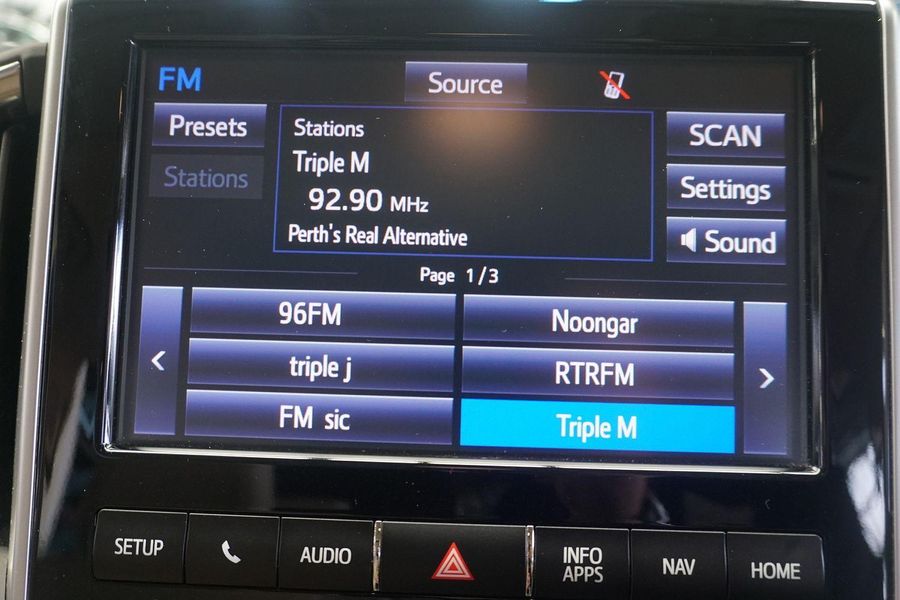 FM
Source
Presets
Stations
Stations
Triple M
92.90 MHz
Perth's Real Alternative
SCAN
Settings
Sound
Page 1/3
96FM
Noongar
triple j
RTRFM
FM sic
Triple M
SETUP
AUDIO
INFO
APPS
NAV
HOME